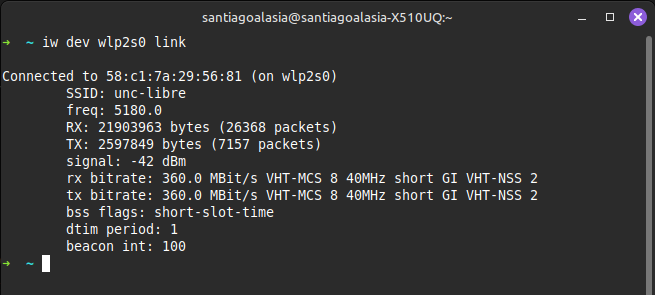 santiagoalasia@santiagoalasia-X510UQ:~
➜ ~ iw dev wlp2s0 link
Connected to 58:c1:7a:29:56:81 (on wlp2s0)
SSID: unc-libre
freq: 5180.0
RX: 21903963 bytes (26368 packets)
TX: 2597849 bytes (7157 packets)
signal: -42 dBm
rx bitrate: 360.0 MBit/s VHT-MCS 8 40MHz short GI VHT-NSS 2
tx bitrate: 360.0 MBit/s VHT-MCS 8 40MHz short GI VHT-NSS 2
bss flags: short-slot-time
dtim period: 1
beacon int: 100
➜ ~